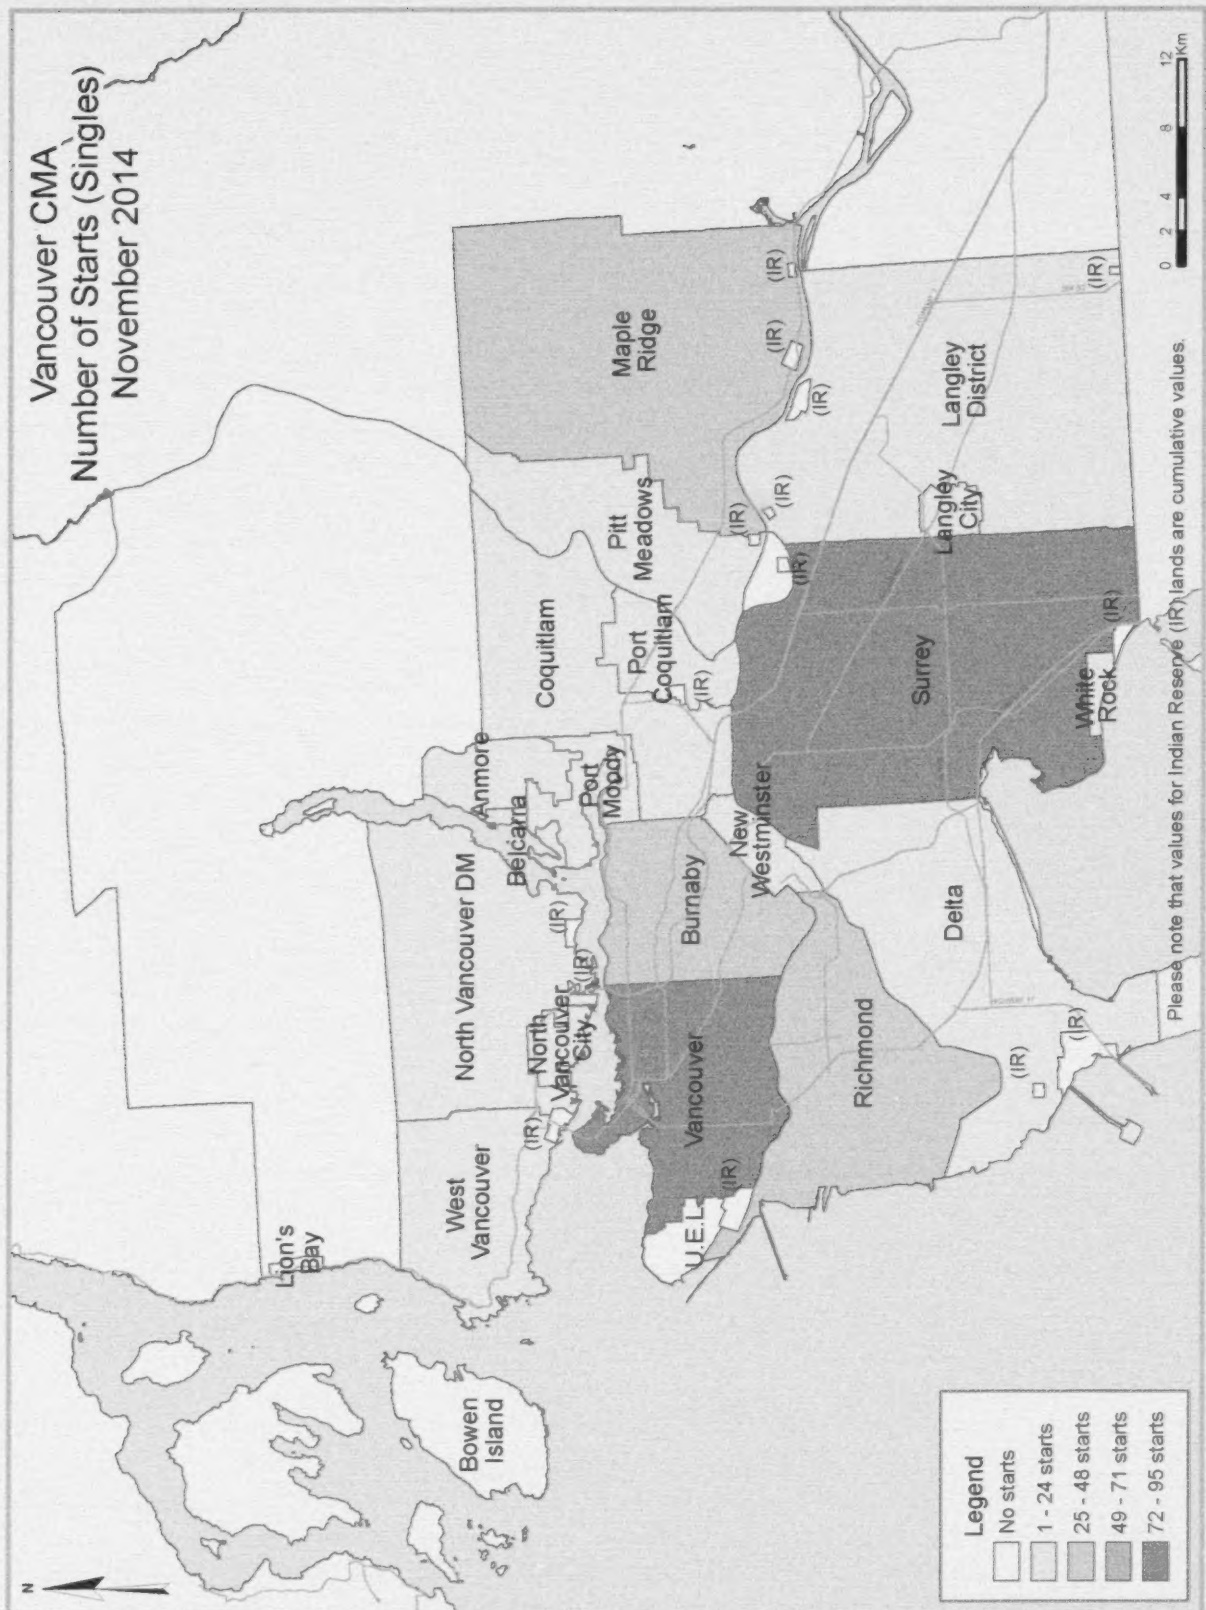 Vancouver CMA
Number of Starts (Singles)
November 2014
N
Lion's
Bay
Bowen
Island
West
Vancouver
North Vancouver DM
North
Vancouver
City
(IR)
(IR)
(IR)
Belcarra
Anmore
Port
Moody
Coquitlam
Port
Coquitlam
(IR)
Pitt
Meadows
Maple
Ridge
(IR)
(IR)
(IR)
(IR)
(IR)
(IR)
U.E.L.
(IR)
Vancouver
Burnaby
New
Westminster
Richmond
Delta
(IR)
(IR)
Surrey
White
Rock
(IR)
Langley
City
Langley
District
(IR)
Legend
No starts
1 - 24 starts
25 - 48 starts
49 - 71 starts
72 - 95 starts
Please note that values for Indian Reserve (IR) lands are cumulative values.
0 2 4 8 12
Km